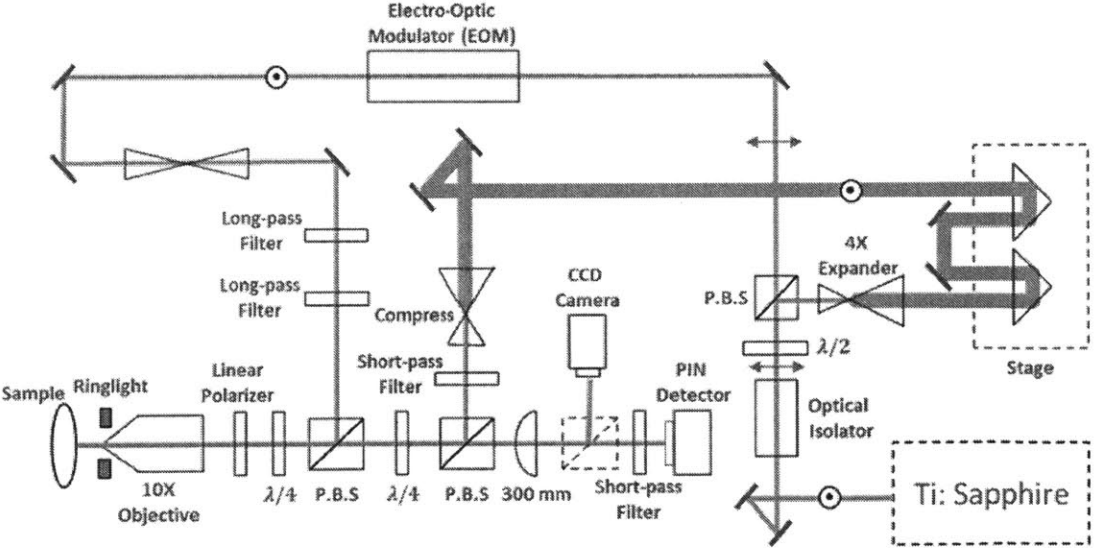 Electro-Optic
Modulator (EOM)
Long-pass
Filter
Long-pass
Filter
Compress
CCD
Camera
4X
Expander
P.B.S
λ/2
Stage
Short-pass
Filter
PIN
Detector
Optical
Isolator
Sample
Ringlight
Linear
Polarizer
10X
Objective
λ/4
P.B.S
λ/4
P.B.S
300 mm
Short-pass
Filter
Ti: Sapphire